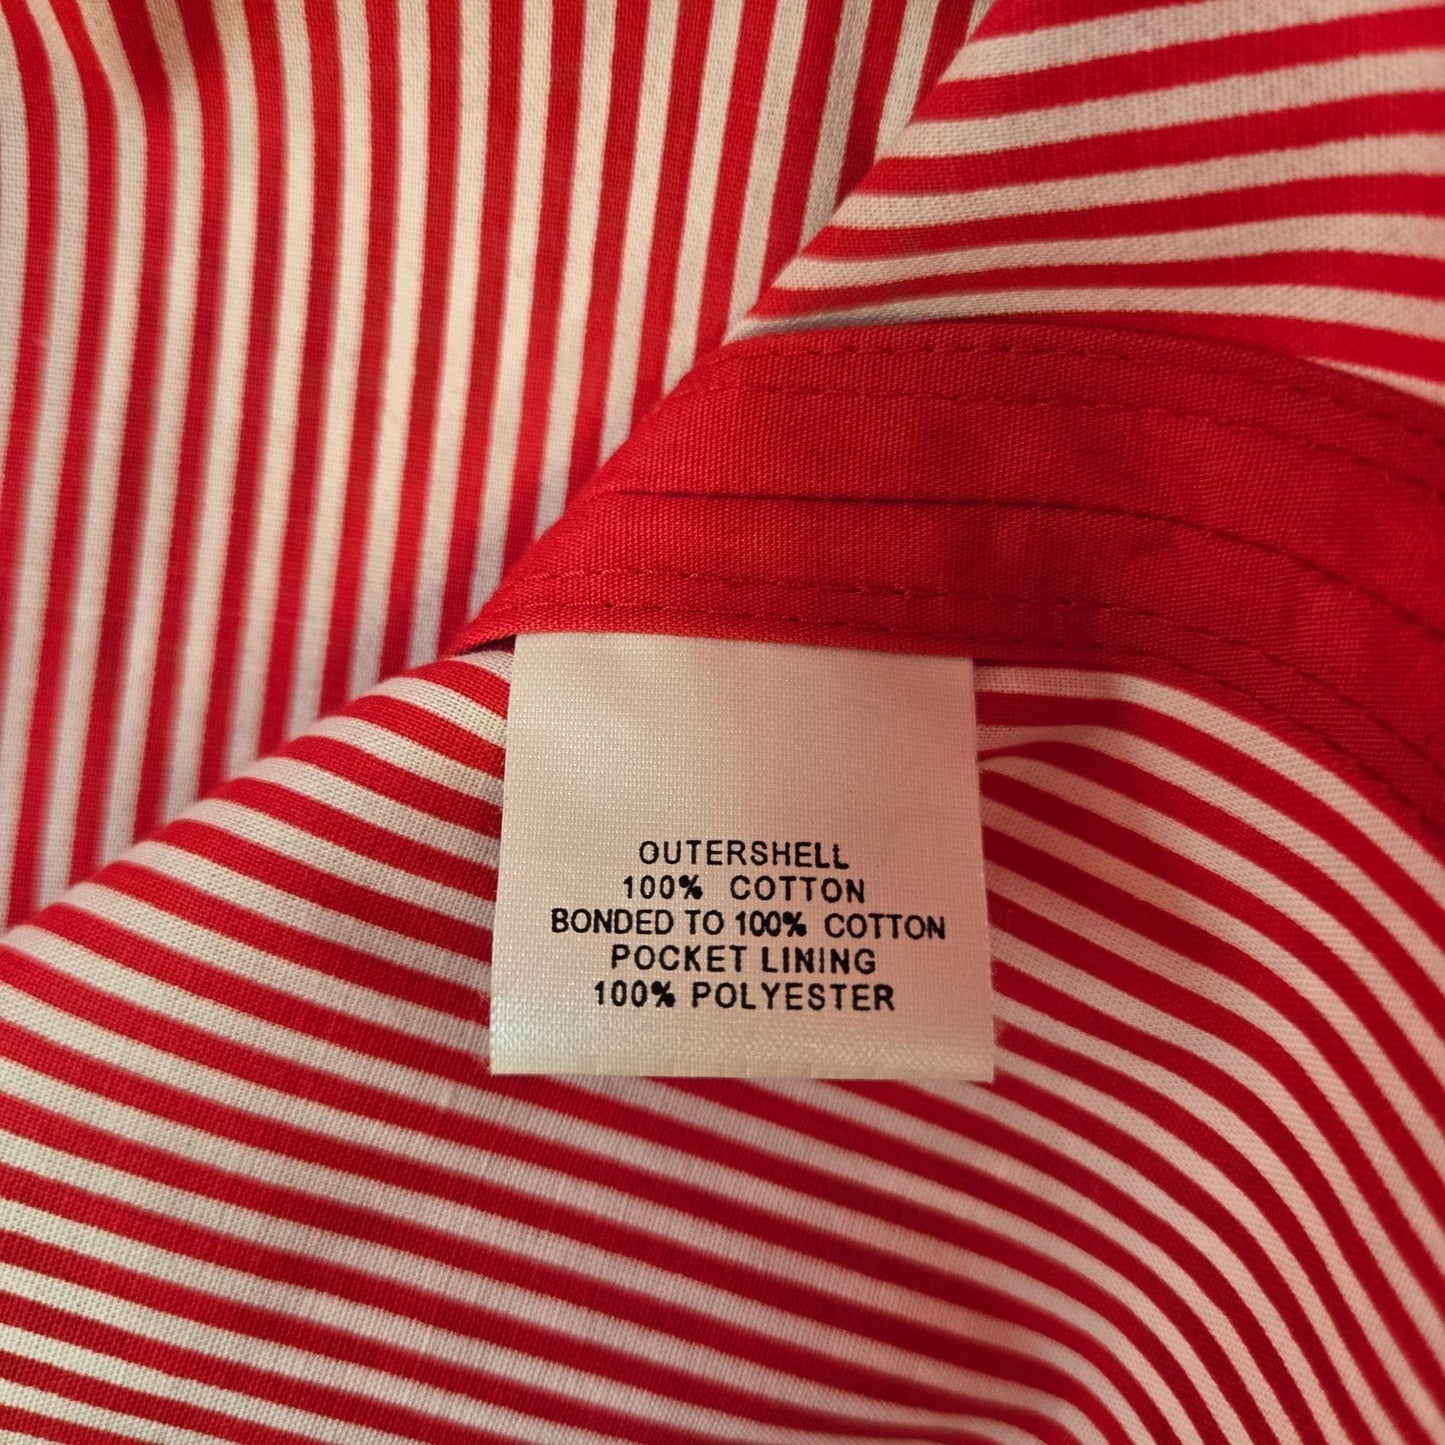 OUTERSHELL
100% COTTON
BONDED TO 100% COTTON
POCKET LINING
100% POLYESTER